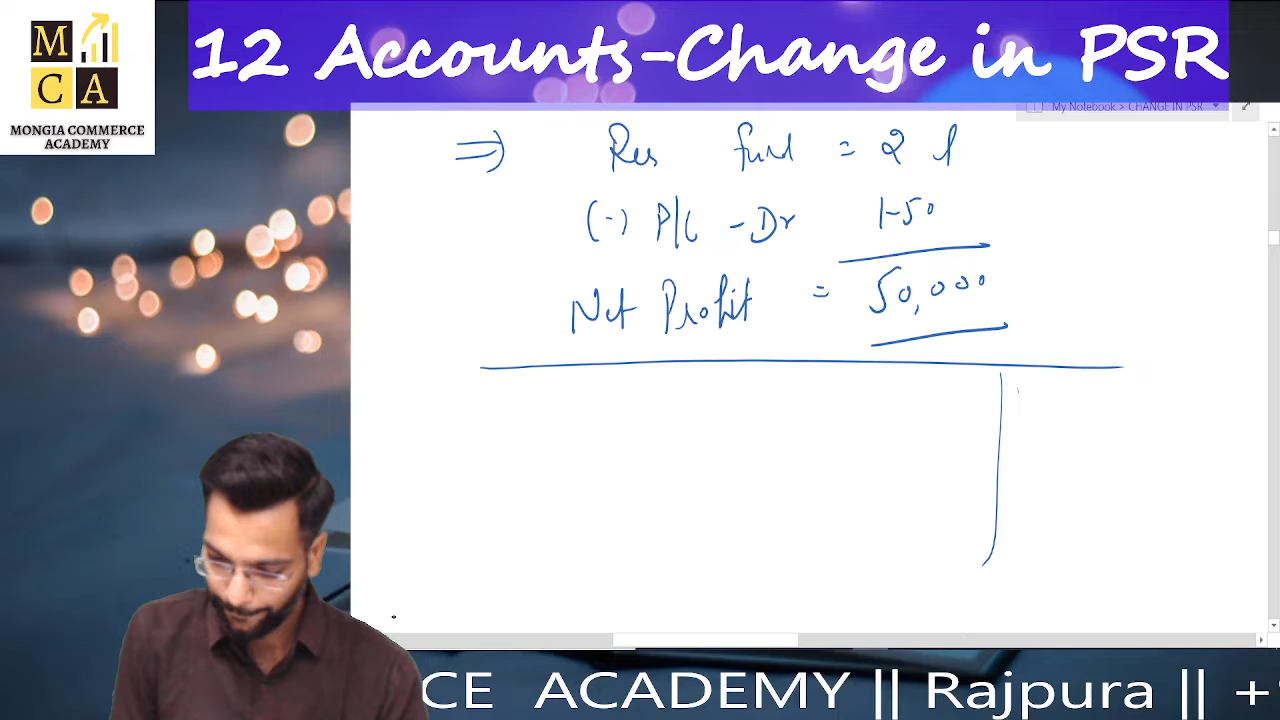 M
C A
MONGIA COMMERCE
ACADEMY
12 Accounts-Change in PSR
My Notebook > CHANGE IN PSR
⇒ Res fund = 2 l
(-) P/L - Dr 1-50
Net Profit = 50,000
CE ACADEMY || Rajpura || +